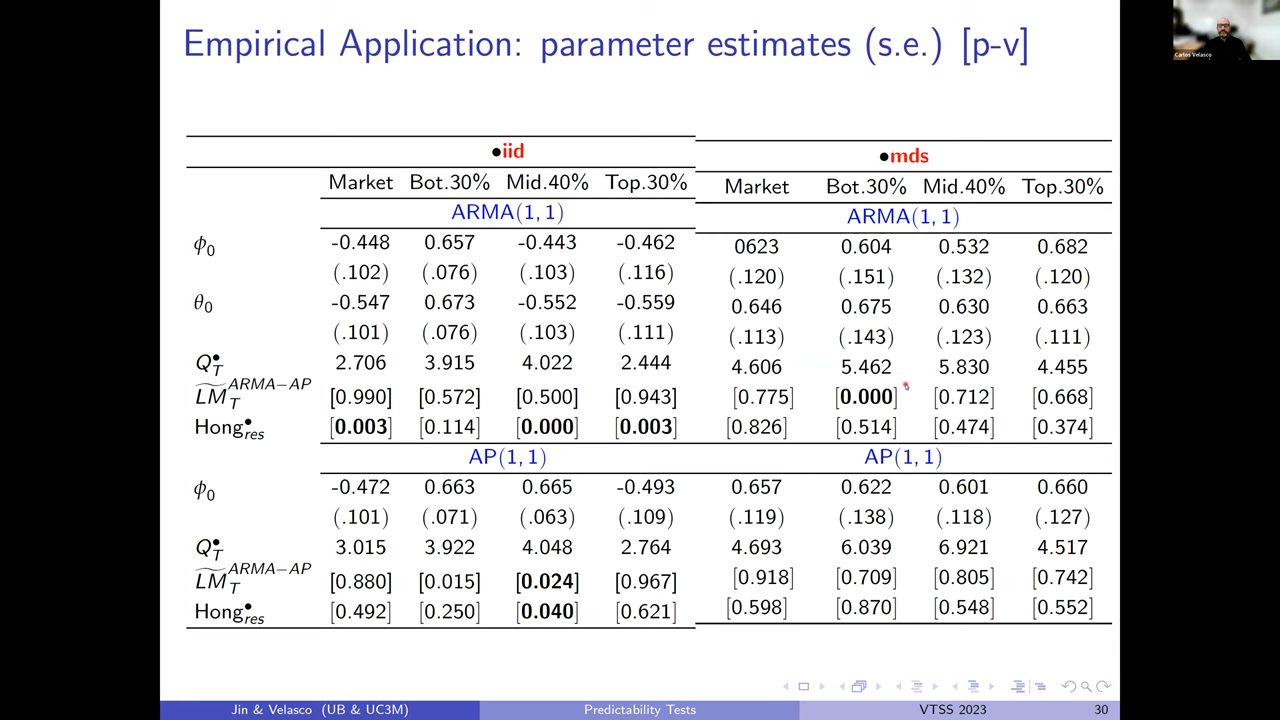 Empirical Application: parameter estimates (s.e.) [p-v]
Carlos Velasco
•iid •mds
Market Bot.30% Mid.40% Top.30% Market Bot.30% Mid.40% Top.30%
ARMA(1, 1) ARMA(1, 1)
ϕ₀ -0.448 0.657 -0.443 -0.462 0623 0.604 0.532 0.682
(.102) (.076) (.103) (.116) (.120) (.151) (.132) (.120)
θ₀ -0.547 0.673 -0.552 -0.559 0.646 0.675 0.630 0.663
(.101) (.076) (.103) (.111) (.113) (.143) (.123) (.111)
Q•T 2.706 3.915 4.022 2.444 4.606 5.462 5.830 4.455
LM̃T ARMA−AP [0.990] [0.572] [0.500] [0.943] [0.775] [0.000] [0.712] [0.668]
Hong•res [0.003] [0.114] [0.000] [0.003] [0.826] [0.514] [0.474] [0.374]
AP(1, 1) AP(1, 1)
ϕ₀ -0.472 0.663 0.665 -0.493 0.657 0.622 0.601 0.660
(.101) (.071) (.063) (.109) (.119) (.138) (.118) (.127)
Q•T 3.015 3.922 4.048 2.764 4.693 6.039 6.921 4.517
LM̃T ARMA−AP [0.880] [0.015] [0.024] [0.967] [0.918] [0.709] [0.805] [0.742]
Hong•res [0.492] [0.250] [0.040] [0.621] [0.598] [0.870] [0.548] [0.552]
Jin & Velasco (UB & UC3M) Predictability Tests VTSS 2023 30